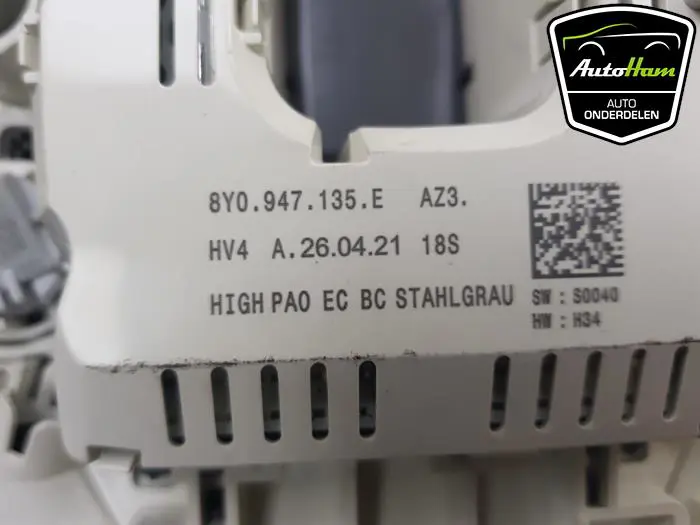 AutoHam
AUTO
ONDERDELEN
8Y0.947.135.E AZ3.
HV4 A.26.04.21 18S
HIGH PA0 EC BC STAHLGRAU
SW : S0040
HW : H34